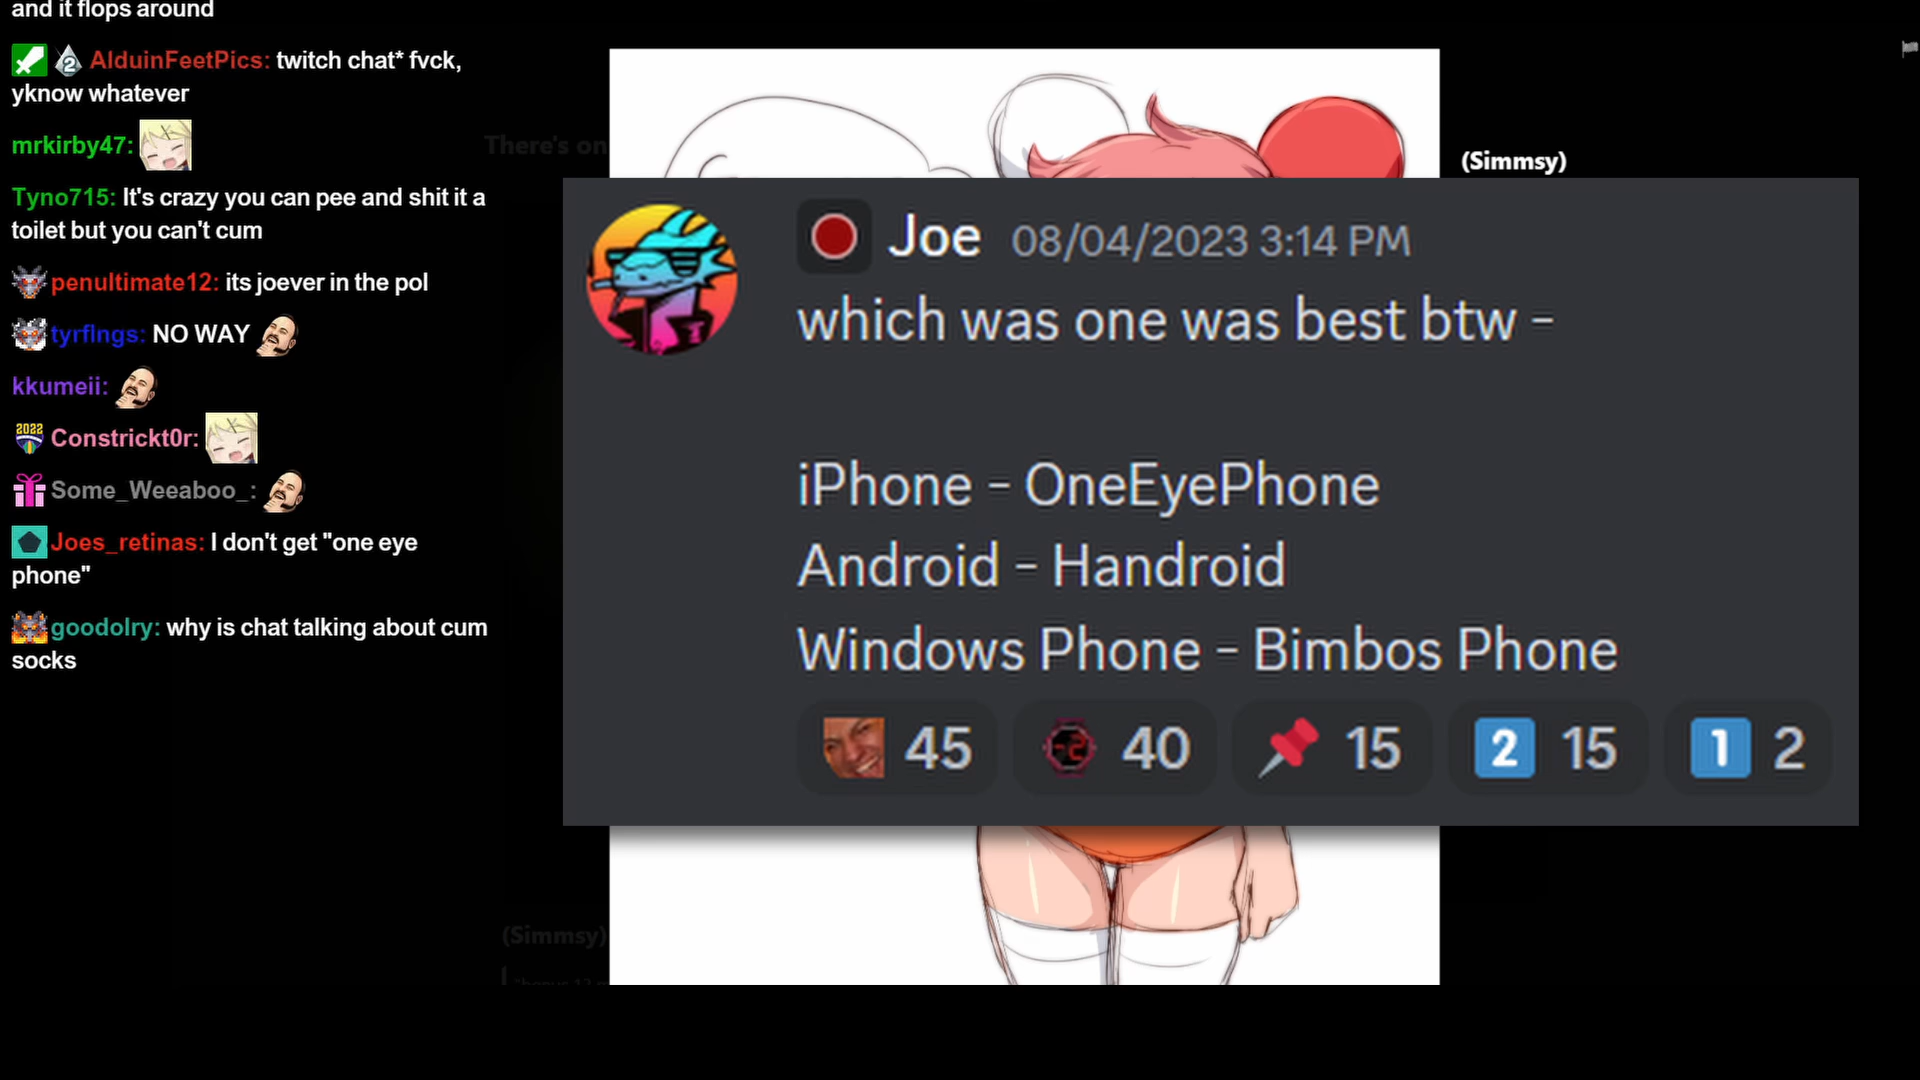 and it flops around
AlduinFeetPics: twitch chat* fvck,
yknow whatever
mrkirby47:
Tyno715: It's crazy you can pee and shit it a
toilet but you can't cum
penultimate12: its joever in the pol
tyrflngs: NO WAY
kkumeii:
2022
Constrickt0r:
Some_Weeaboo_:
Joes_retinas: I don't get "one eye
phone"
goodolry: why is chat talking about cum
socks
There's on
(Simmsy)
Joe 08/04/2023 3:14 PM
which was one was best btw -
iPhone - OneEyePhone
Android - Handroid
Windows Phone - Bimbos Phone
45 -2 40 15 2 15 1 2
(Simmsy)